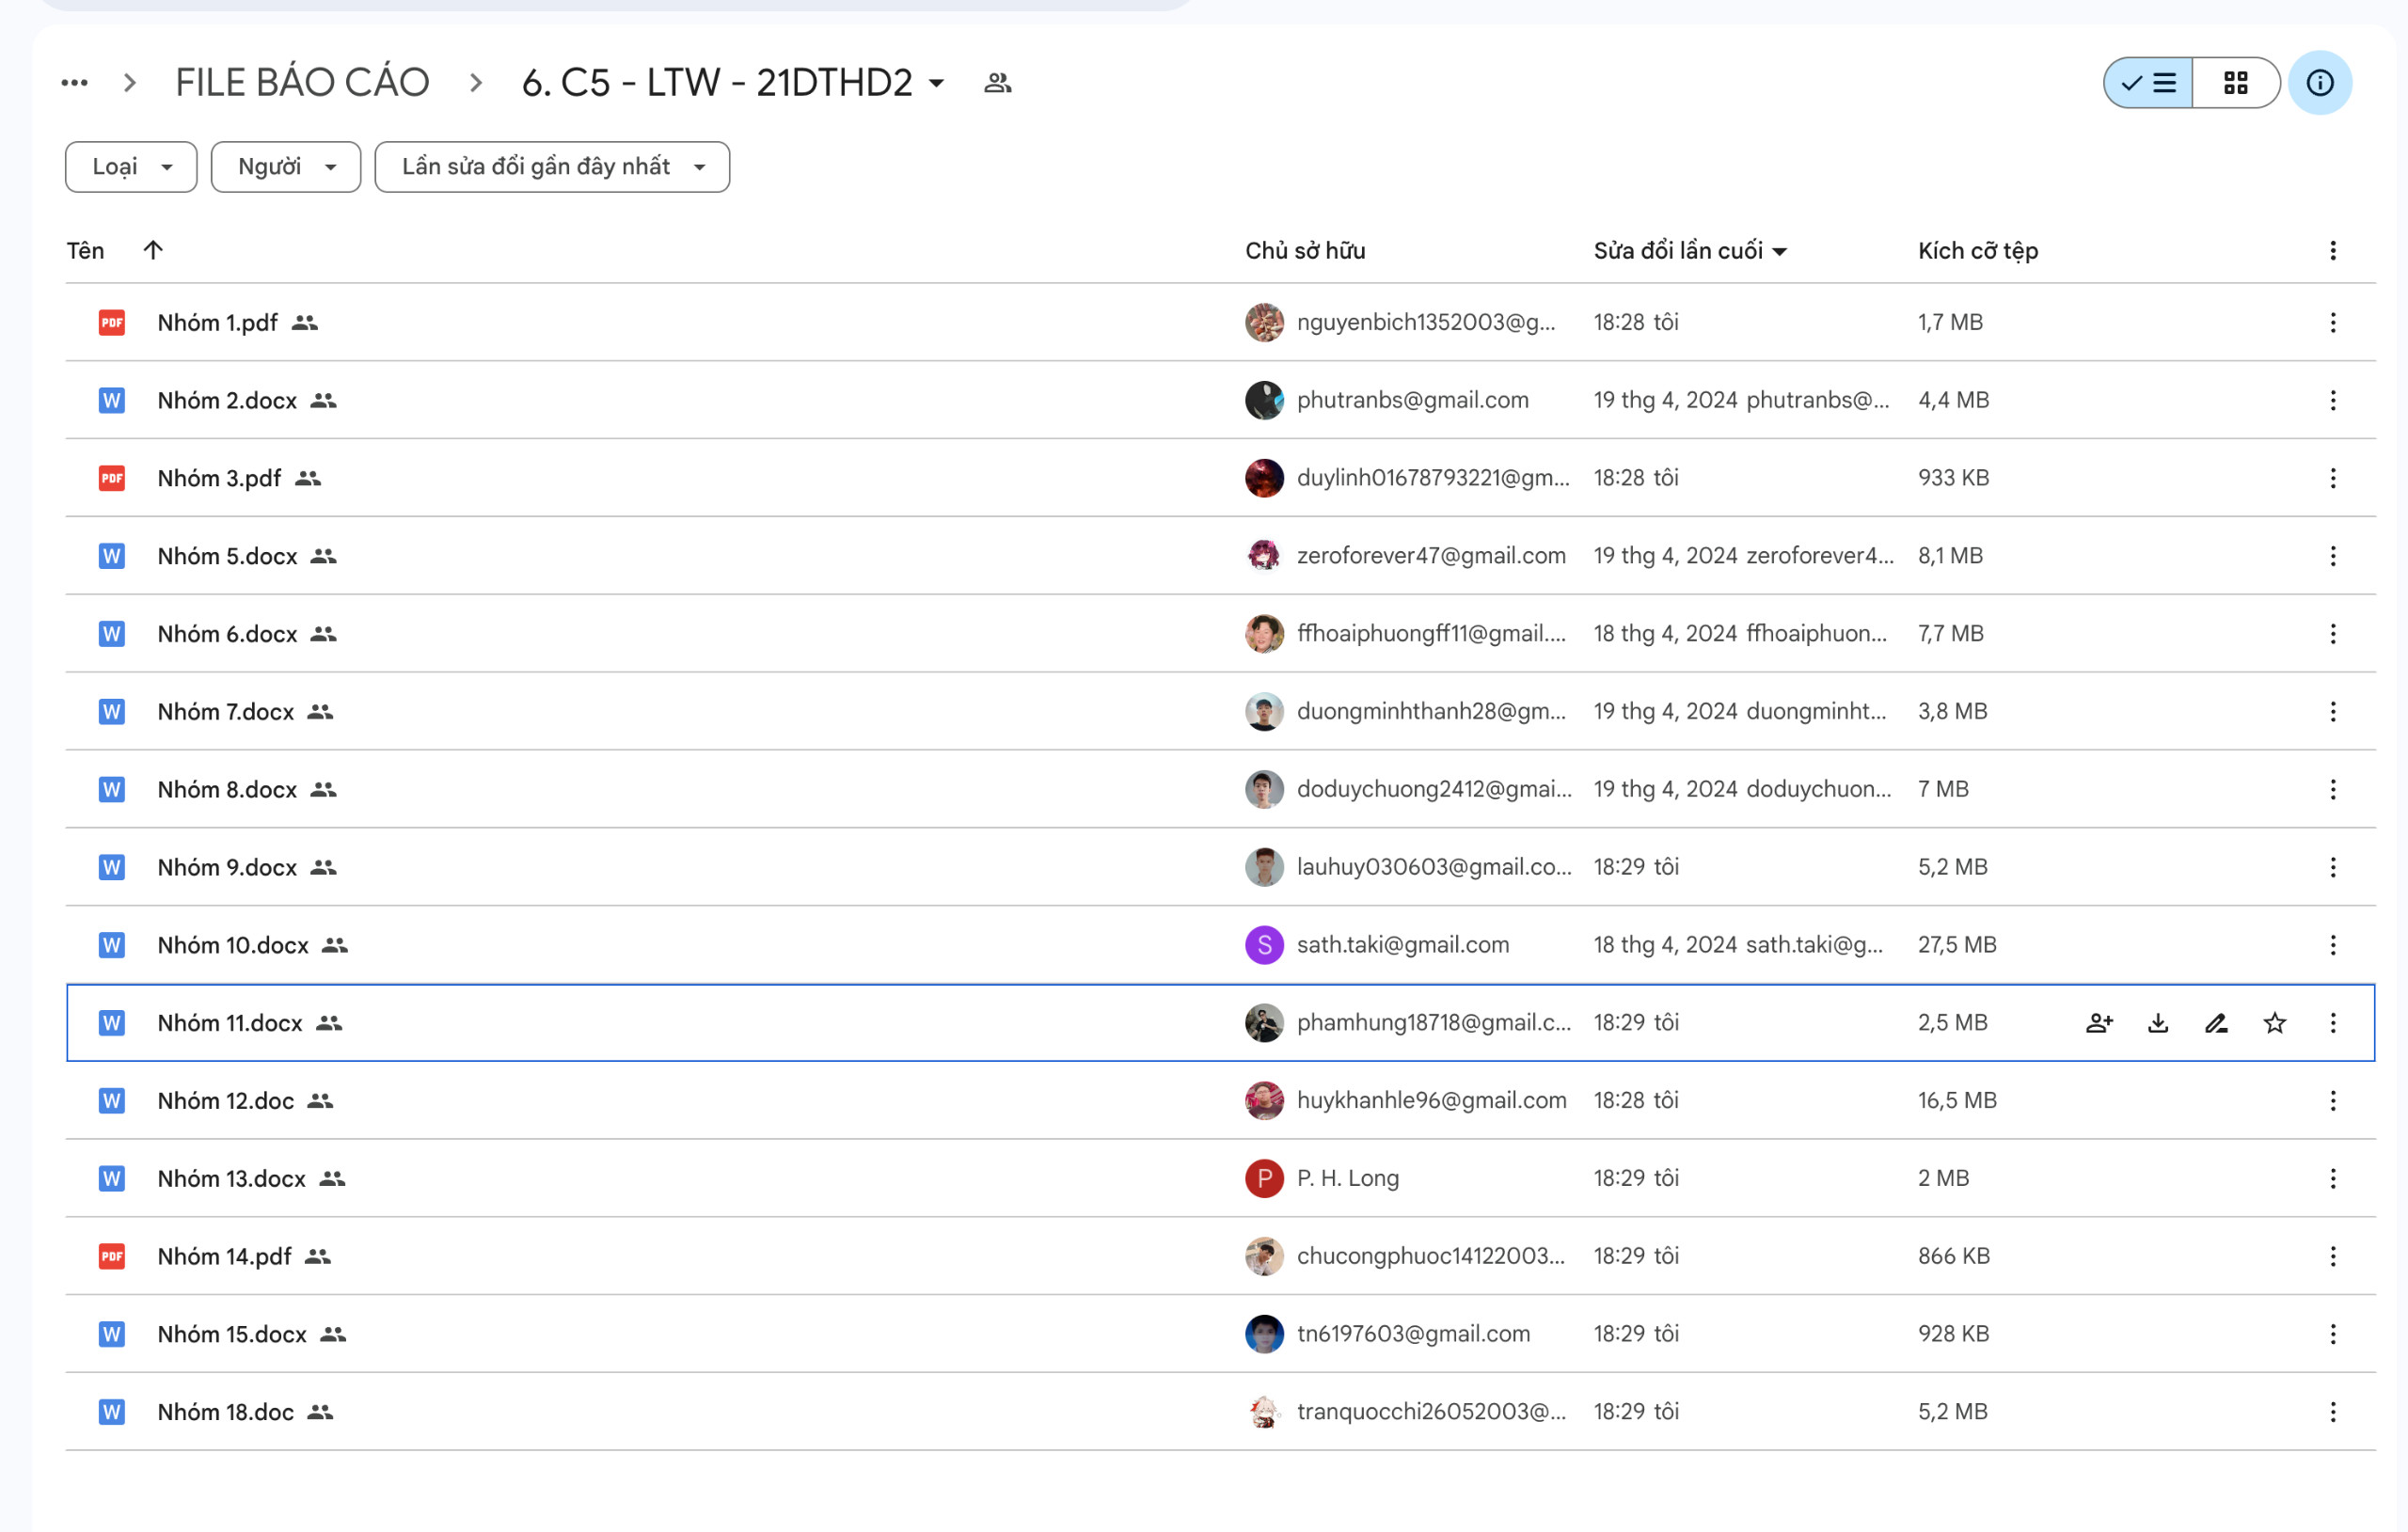 FILE BÁO CÁO 6. C5 - LTW - 21DTHD2
Loại Người Lần sửa đổi gần đây nhất
Tên Chủ sở hữu Sửa đổi lần cuối Kích cỡ tệp
PDF Nhóm 1.pdf nguyenbich1352003@g... 18:28 tôi 1,7 MB
W Nhóm 2.docx phutranbs@gmail.com 19 thg 4, 2024 phutranbs@... 4,4 MB
PDF Nhóm 3.pdf duylinh01678793221@gm... 18:28 tôi 933 KB
W Nhóm 5.docx zeroforever47@gmail.com 19 thg 4, 2024 zeroforever4... 8,1 MB
W Nhóm 6.docx ffhoaiphuongff11@gmail.... 18 thg 4, 2024 ffhoaiphuon... 7,7 MB
W Nhóm 7.docx duongminhthanh28@gm... 19 thg 4, 2024 duongminht... 3,8 MB
W Nhóm 8.docx doduychuong2412@gmai... 19 thg 4, 2024 doduychuon... 7 MB
W Nhóm 9.docx lauhuy030603@gmail.co... 18:29 tôi 5,2 MB
W Nhóm 10.docx S sath.taki@gmail.com 18 thg 4, 2024 sath.taki@g... 27,5 MB
W Nhóm 11.docx phamhung18718@gmail.c... 18:29 tôi 2,5 MB
W Nhóm 12.doc huykhanhle96@gmail.com 18:28 tôi 16,5 MB
W Nhóm 13.docx P P. H. Long 18:29 tôi 2 MB
PDF Nhóm 14.pdf chucongphuoc14122003... 18:29 tôi 866 KB
W Nhóm 15.docx tn6197603@gmail.com 18:29 tôi 928 KB
W Nhóm 18.doc tranquocchi26052003@... 18:29 tôi 5,2 MB